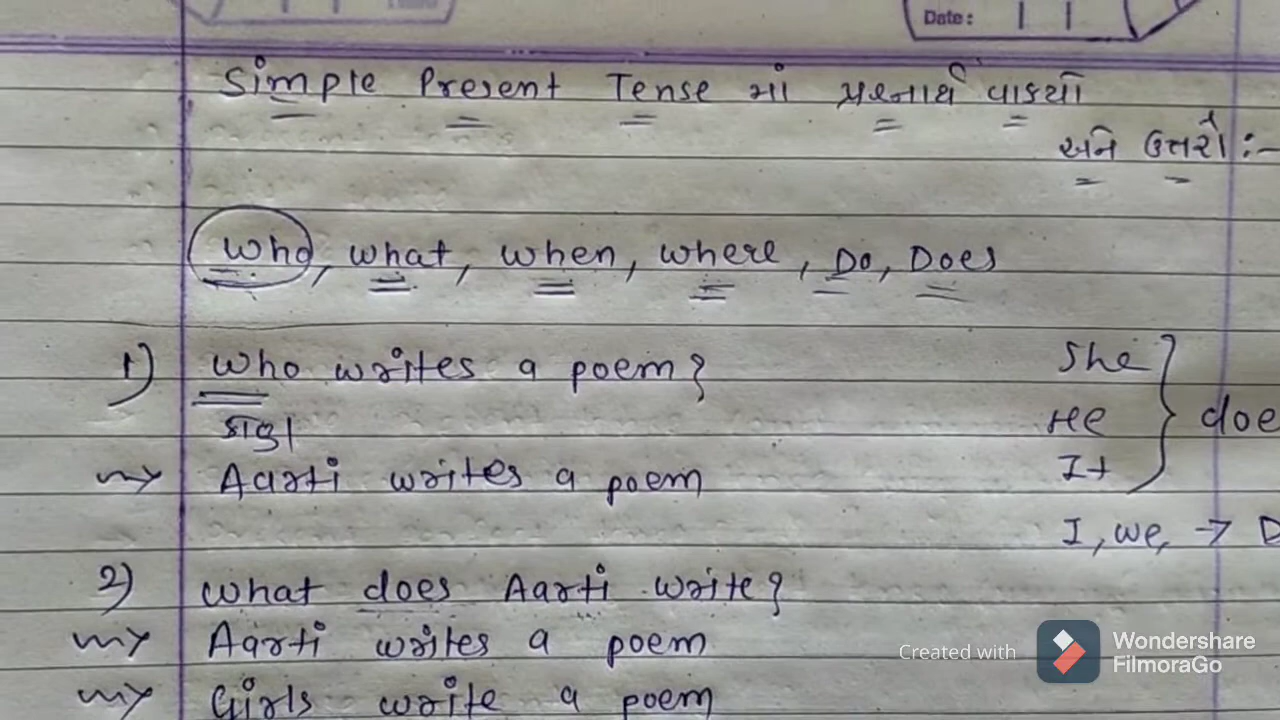 Date:
Simple Present Tense માં પ્રશ્નાર્થ વાક્યો
અને ઉત્તરો :-
Who, what, when, where, Do, Does
1) Who writes a poem?
She
He
It
doe
કોણ
Aarti writes a poem
I, we, → D
2) What does Aarti write?
Aarti writes a poem
Girls write a poem
Created with Wondershare FilmoraGo